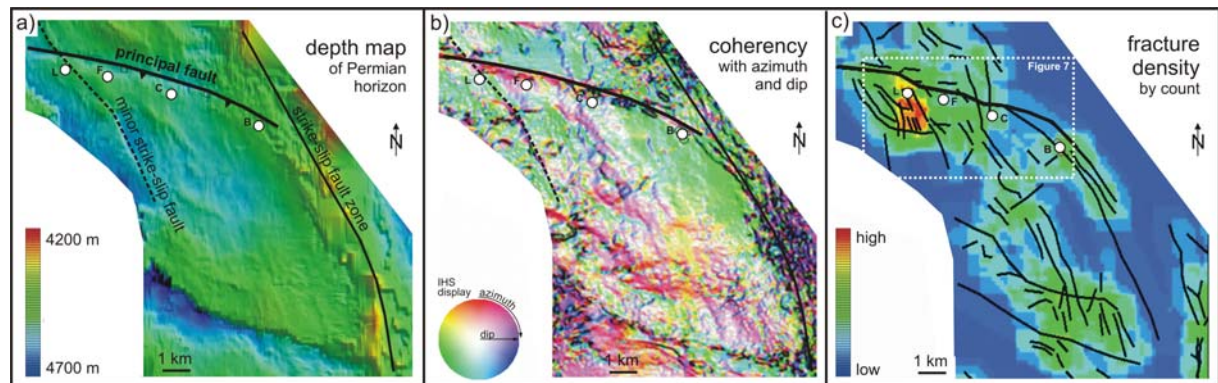 a)
depth map
of Permian
horizon
principal fault
L
F
C
B
minor strike-slip fault
strike-slip fault zone
N
4200 m
4700 m
1 km
b)
coherency
with azimuth
and dip
L
F
C
B
N
IHS
display
azimuth
dip
1 km
c)
fracture
density
by count
Figure 7
L
F
C
B
N
high
low
1 km